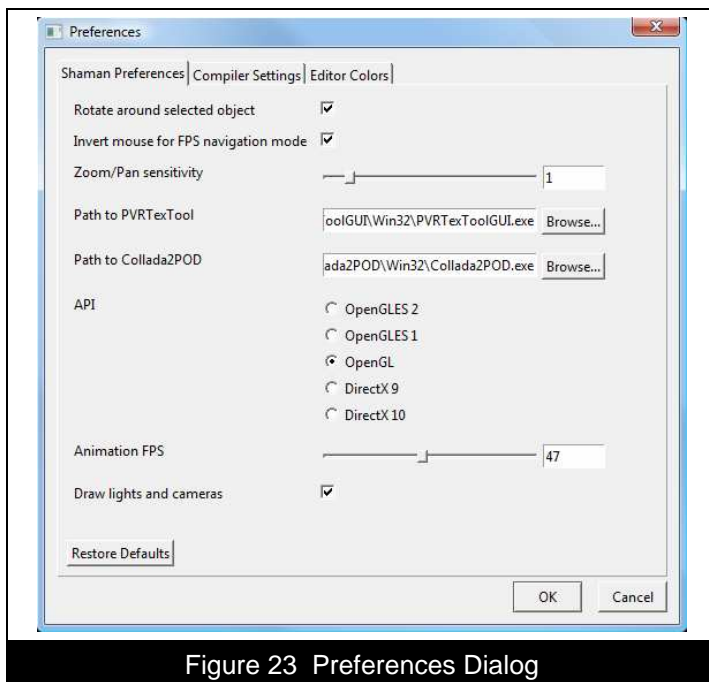 Preferences
Shaman Preferences Compiler Settings Editor Colors
Rotate around selected object
Invert mouse for FPS navigation mode
Zoom/Pan sensitivity 1
Path to PVRTexTool oolGUI\Win32\PVRTexToolGUI.exe Browse...
Path to Collada2POD ada2POD\Win32\Collada2POD.exe Browse...
API OpenGLES 2
OpenGLES 1
OpenGL
DirectX 9
DirectX 10
Animation FPS 47
Draw lights and cameras
Restore Defaults
OK Cancel
Figure 23 Preferences Dialog